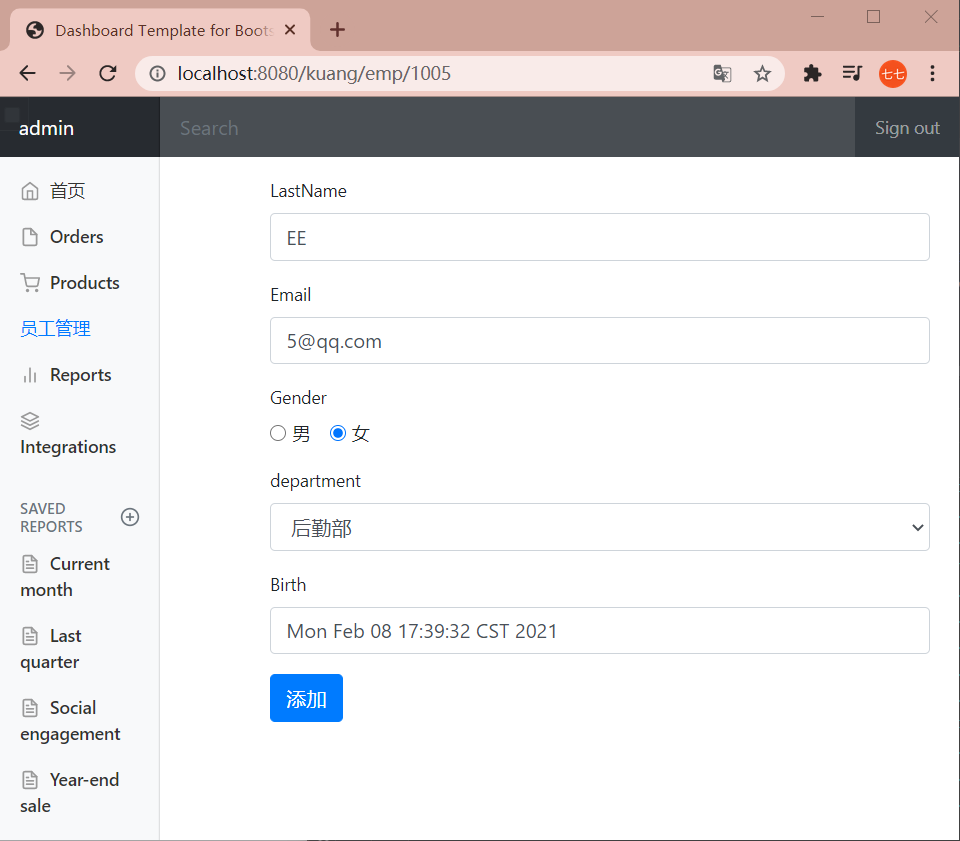 Dashboard Template for Boots
localhost:8080/kuang/emp/1005
七七
admin
Search
Sign out
首页
Orders
Products
员工管理
Reports
Integrations
SAVED
REPORTS
Current
month
Last
quarter
Social
engagement
Year-end
sale
LastName
EE
Email
5@qq.com
Gender
男 女
department
后勤部
Birth
Mon Feb 08 17:39:32 CST 2021
添加